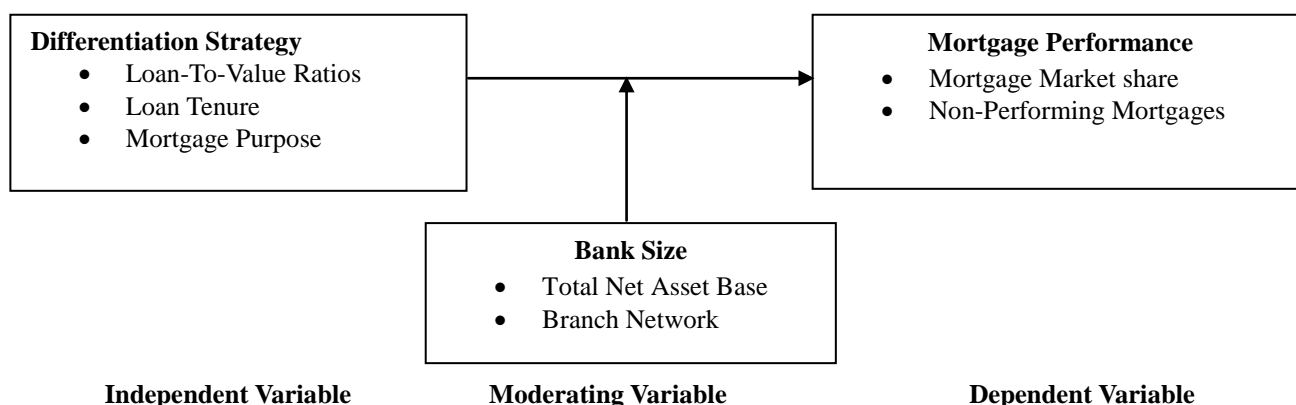 Differentiation Strategy
• Loan-To-Value Ratios
• Loan Tenure
• Mortgage Purpose
Mortgage Performance
• Mortgage Market share
• Non-Performing Mortgages
Bank Size
• Total Net Asset Base
• Branch Network
Independent Variable
Moderating Variable
Dependent Variable